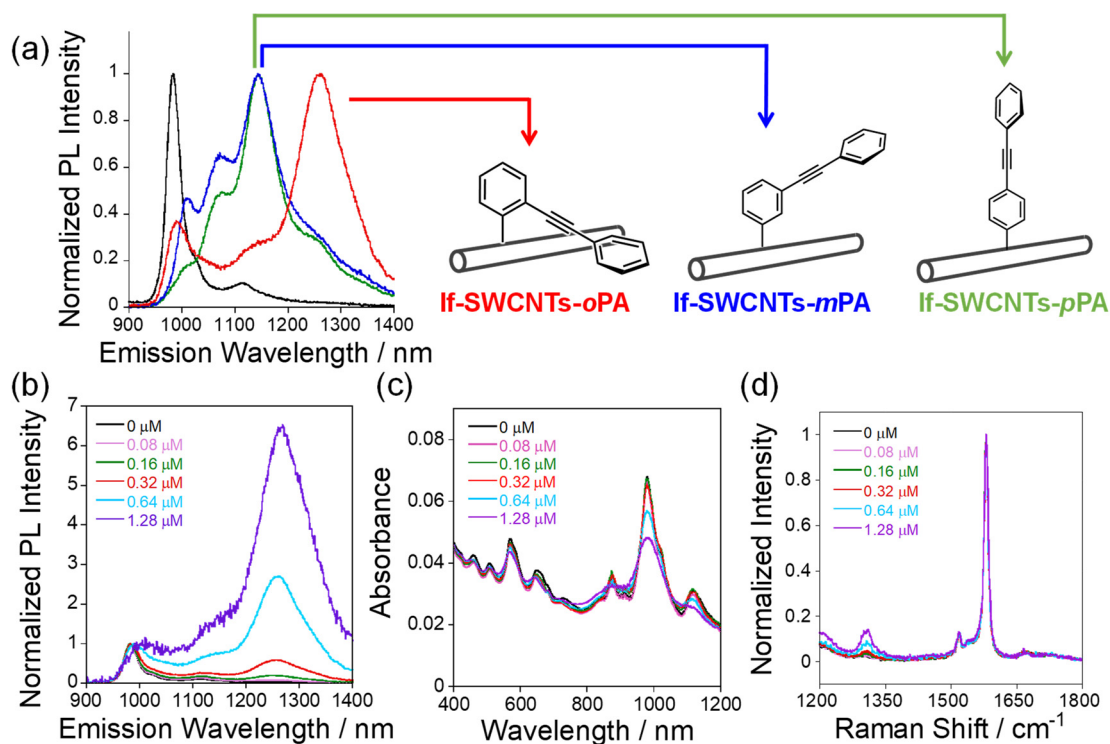 (a)
Normalized PL Intensity
1
0.8
0.6
0.4
0.2
0
900 1000 1100 1200 1300 1400
Emission Wavelength / nm
lf-SWCNTs-oPA
lf-SWCNTs-mPA
lf-SWCNTs-pPA
(b)
Normalized PL Intensity
7
6
5
4
3
2
1
0
0 μM
0.08 μM
0.16 μM
0.32 μM
0.64 μM
1.28 μM
900 1000 1100 1200 1300 1400
Emission Wavelength / nm
(c)
Absorbance
0.08
0.06
0.04
0.02
0
0 μM
0.08 μM
0.16 μM
0.32 μM
0.64 μM
1.28 μM
400 600 800 1000 1200
Wavelength / nm
(d)
Normalized Intensity
1
0.8
0.6
0.4
0.2
0
0 μM
0.08 μM
0.16 μM
0.32 μM
0.64 μM
1.28 μM
1200 1350 1500 1650 1800
Raman Shift / cm-1